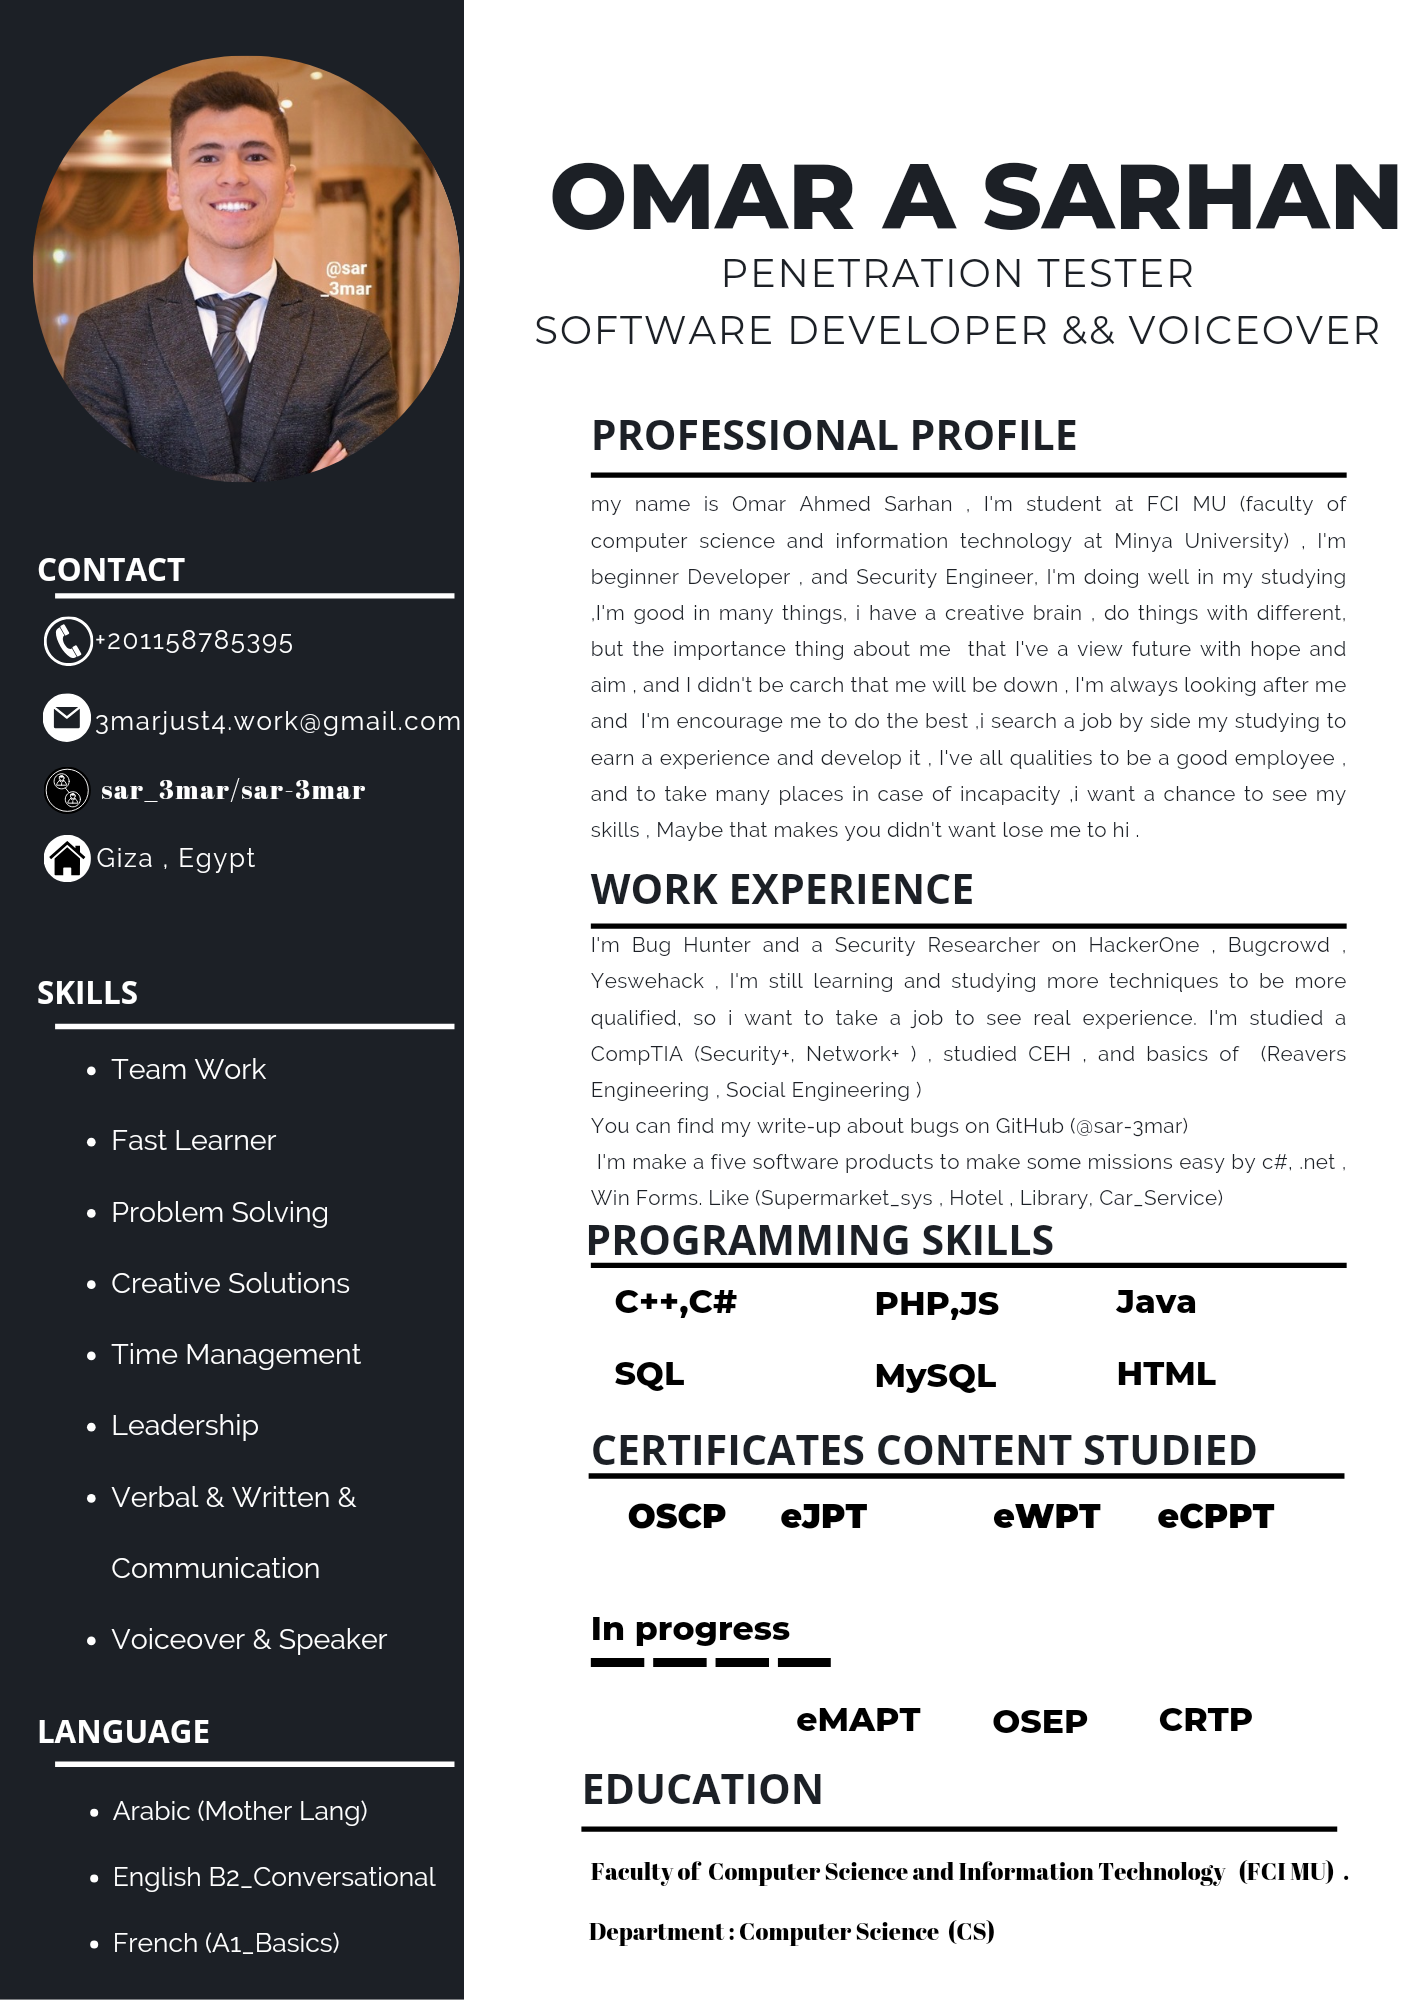 @sar
_3mar
CONTACT
+201158785395
3marjust4.work@gmail.com
sar_3mar/sar-3mar
Giza , Egypt
SKILLS
• Team Work
• Fast Learner
• Problem Solving
• Creative Solutions
• Time Management
• Leadership
• Verbal & Written &
Communication
• Voiceover & Speaker
LANGUAGE
• Arabic (Mother Lang)
• English B2_Conversational
• French (A1_Basics)
OMAR A SARHAN
PENETRATION TESTER
SOFTWARE DEVELOPER && VOICEOVER
PROFESSIONAL PROFILE
my name is Omar Ahmed Sarhan , I'm student at FCI MU (faculty of
computer science and information technology at Minya University) , I'm
beginner Developer , and Security Engineer, I'm doing well in my studying
,I'm good in many things, i have a creative brain , do things with different,
but the importance thing about me that I've a view future with hope and
aim , and I didn't be carch that me will be down , I'm always looking after me
and I'm encourage me to do the best ,i search a job by side my studying to
earn a experience and develop it , I've all qualities to be a good employee ,
and to take many places in case of incapacity ,i want a chance to see my
skills , Maybe that makes you didn't want lose me to hi .
WORK EXPERIENCE
I'm Bug Hunter and a Security Researcher on HackerOne , Bugcrowd ,
Yeswehack , I'm still learning and studying more techniques to be more
qualified, so i want to take a job to see real experience. I'm studied a
CompTIA (Security+, Network+ ) , studied CEH , and basics of (Reavers
Engineering , Social Engineering )
You can find my write-up about bugs on GitHub (@sar-3mar)
I'm make a five software products to make some missions easy by c#, .net ,
Win Forms. Like (Supermarket_sys , Hotel , Library, Car_Service)
PROGRAMMING SKILLS
C++,C# PHP,JS Java
SQL MySQL HTML
CERTIFICATES CONTENT STUDIED
OSCP eJPT eWPT eCPPT
In progress
eMAPT OSEP CRTP
EDUCATION
Faculty of Computer Science and Information Technology (FCI MU) .
Department : Computer Science (CS)